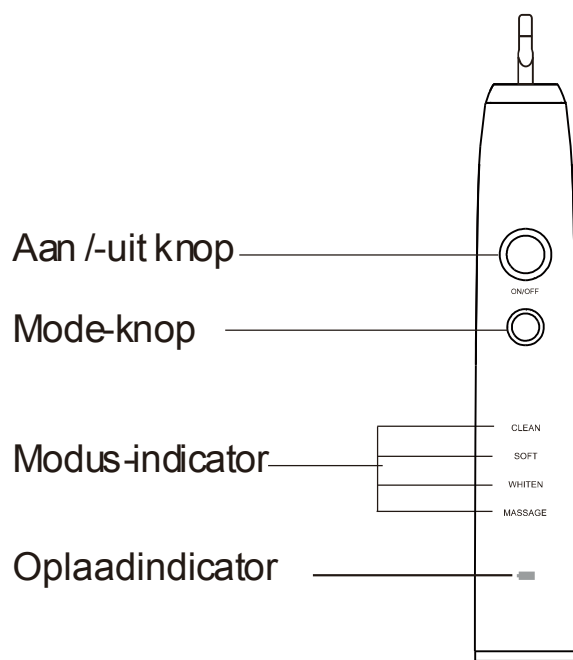 Aan /-uit knop
ON/OFF
Mode-knop
CLEAN
SOFT
Modus-indicator
WHITEN
MASSAGE
Oplaadindicator